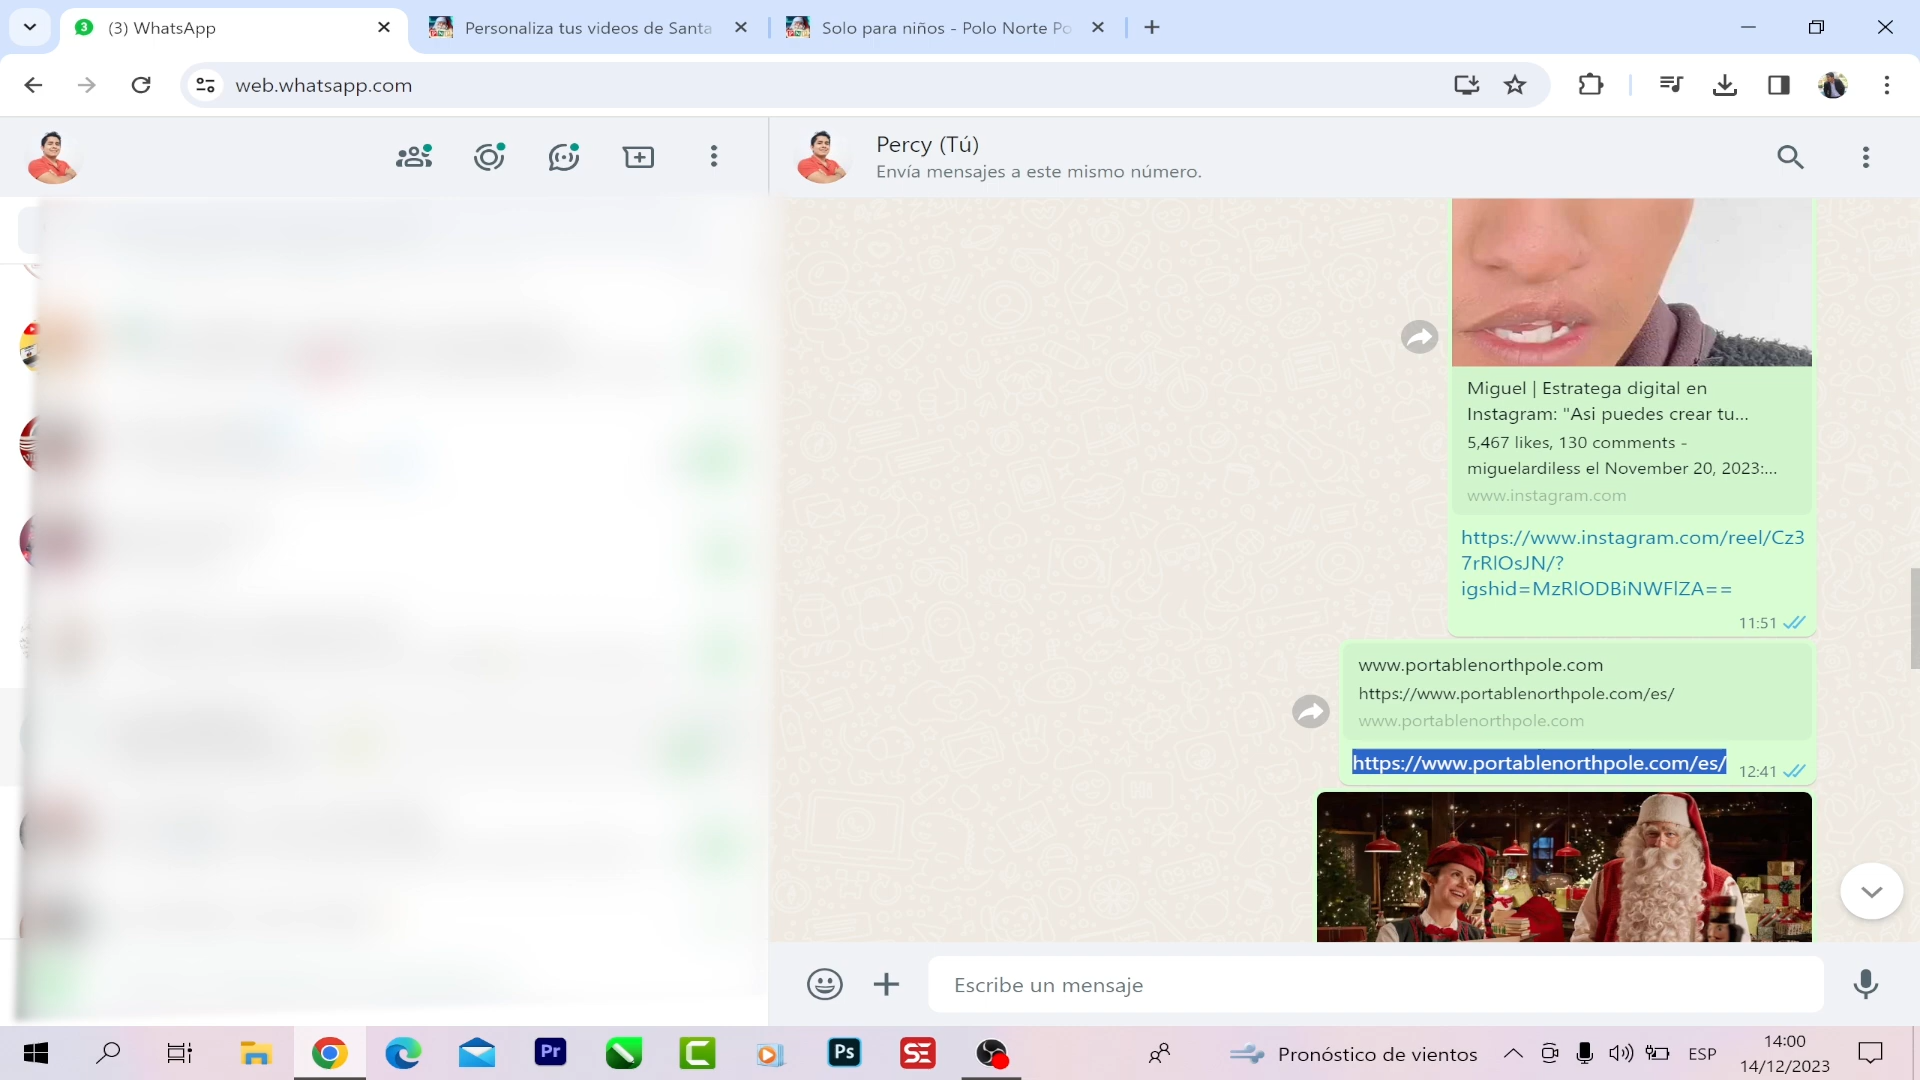 3 (3) WhatsApp
Personaliza tus videos de Santa
Solo para niños - Polo Norte Po
web.whatsapp.com
Percy (Tú)
Envía mensajes a este mismo número.
Miguel | Estratega digital en
Instagram: "Asi puedes crear tu...
5,467 likes, 130 comments -
miguelardiless el November 20, 2023:...
www.instagram.com
https://www.instagram.com/reel/Cz3
7rRlOsJN/?
igshid=MzRlODBiNWFlZA==
11:51
www.portablenorthpole.com
https://www.portablenorthpole.com/es/
www.portablenorthpole.com
https://www.portablenorthpole.com/es/ 12:41
Escribe un mensaje
Pr
C
Ps
SE
Pronóstico de vientos
ESP
14:00
14/12/2023